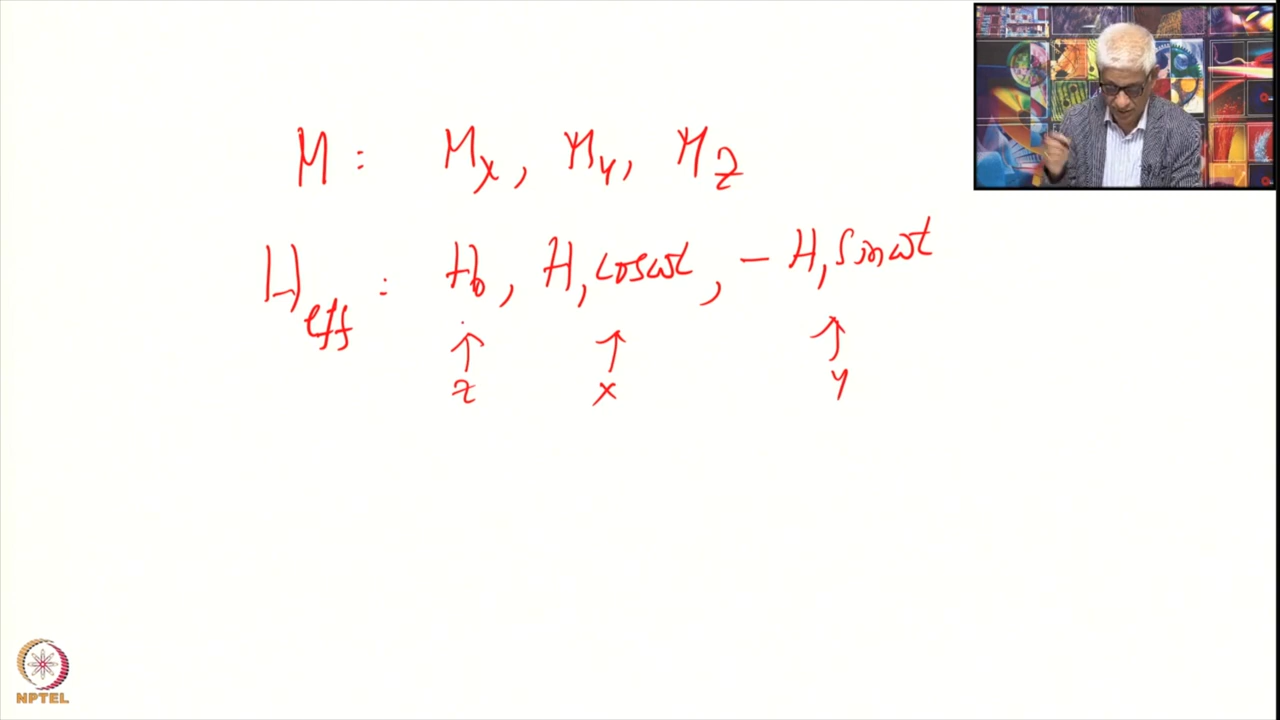 M : Mx, My, Mz
Heff : H0, H1 cosωt, - H1 sinωt
↑ ↑ ↑
z x y
NPTEL